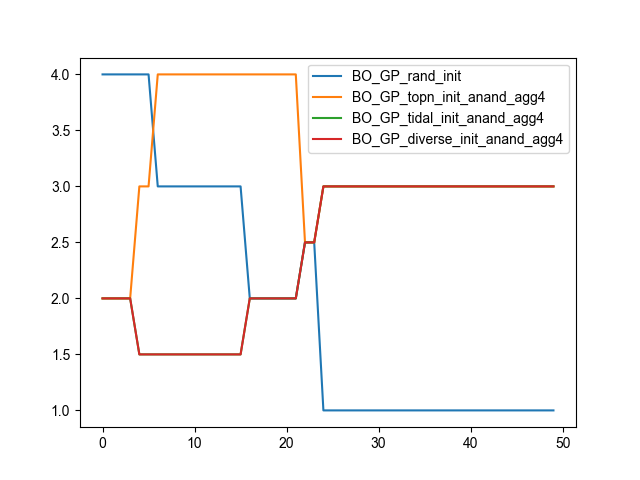 4.0
3.5
3.0
2.5
2.0
1.5
1.0
0 10 20 30 40 50
BO_GP_rand_init
BO_GP_topn_init_anand_agg4
BO_GP_tidal_init_anand_agg4
BO_GP_diverse_init_anand_agg4